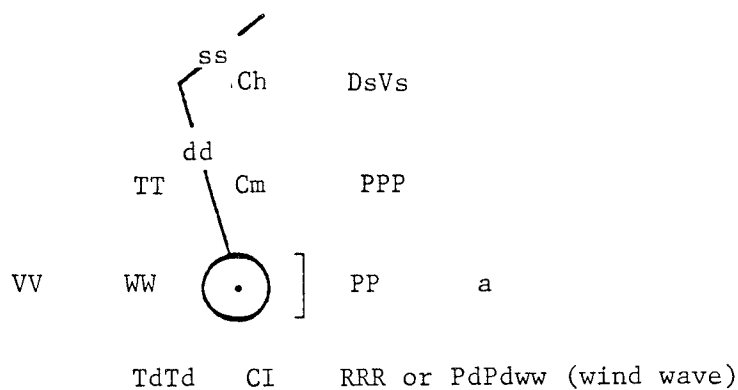 ss
Ch DsVs
dd
TT Cm PPP
VV WW ] PP a
TdTd CI RRR or PdPdww (wind wave)